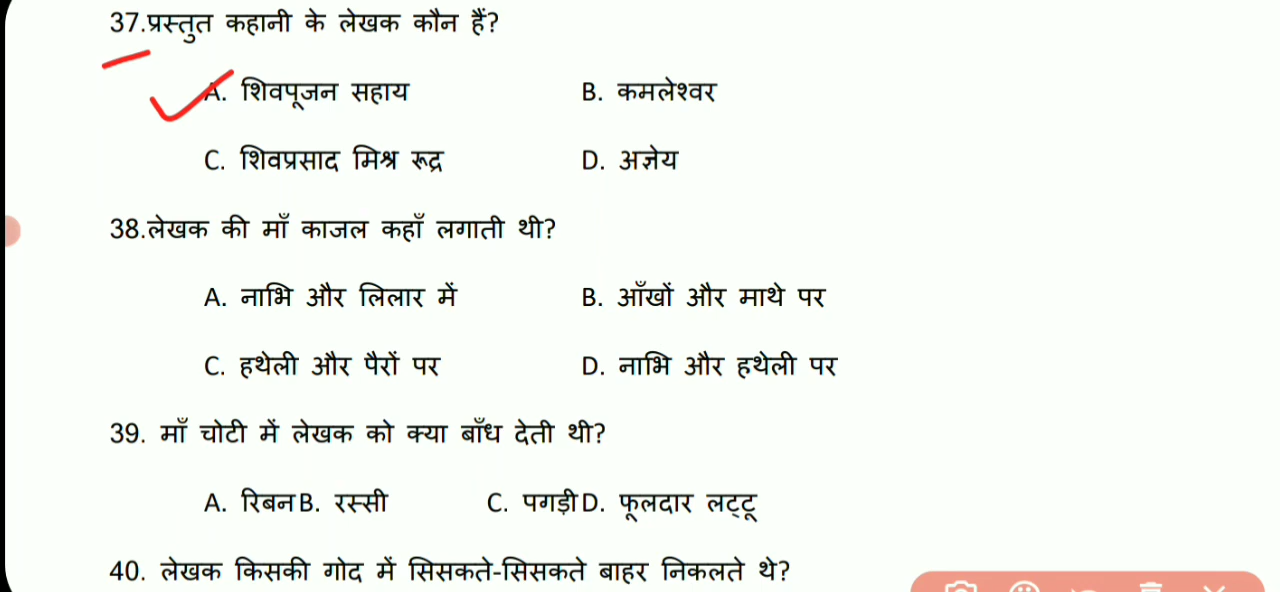 37.प्रस्तुत कहानी के लेखक कौन हैं?
A. शिवपूजन सहाय B. कमलेश्वर
C. शिवप्रसाद मिश्र रूद्र D. अज्ञेय
38.लेखक की माँ काजल कहाँ लगाती थी?
A. नाभि और लिलार में B. आँखों और माथे पर
C. हथेली और पैरों पर D. नाभि और हथेली पर
39. माँ चोटी में लेखक को क्या बाँध देती थी?
A. रिबन B. रस्सी C. पगड़ी D. फूलदार लट्टू
40. लेखक किसकी गोद में सिसकते-सिसकते बाहर निकलते थे?